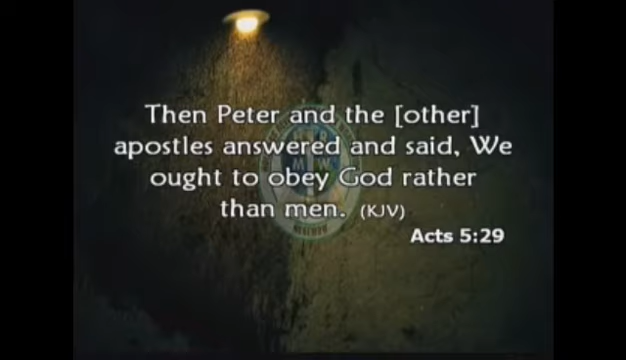 Then Peter and the [other]
apostles answered and said, We
ought to obey God rather
than men. (KJV)
Acts 5:29